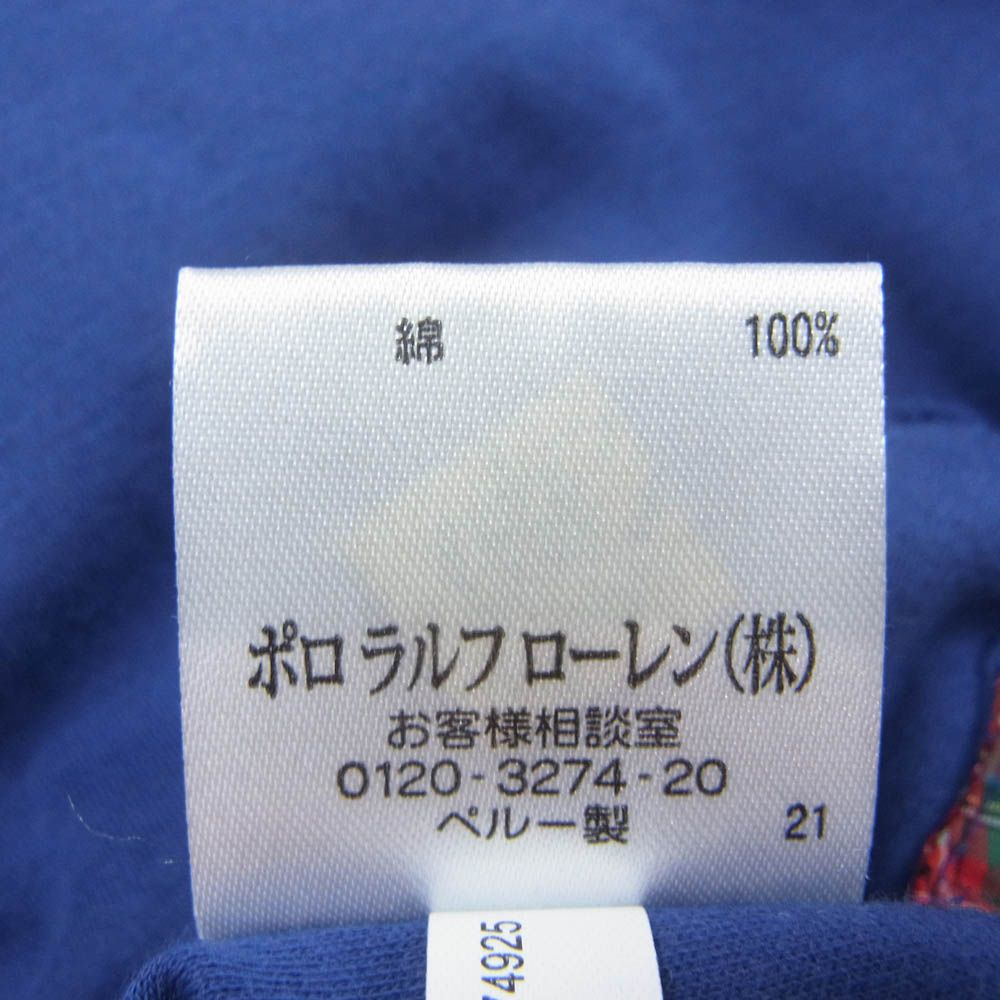 綿 100%
ポロ ラルフ ローレン(株)
お客様相談室
0120-3274-20
ペルー製 21
74925